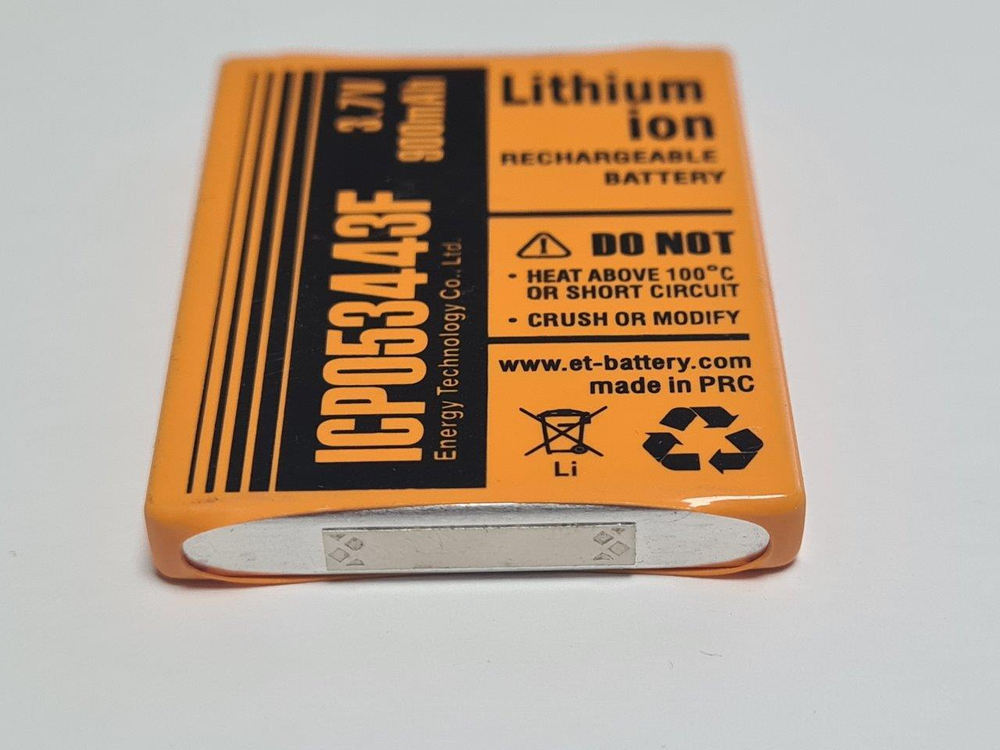 Lithium
ion
RECHARGEABLE
BATTERY
DO NOT
• HEAT ABOVE 100°C
OR SHORT CIRCUIT
• CRUSH OR MODIFY
www.et-battery.com
made in PRC
Li
ICP053443F
3.7V
900mAh
Energy Technology Co., Ltd.